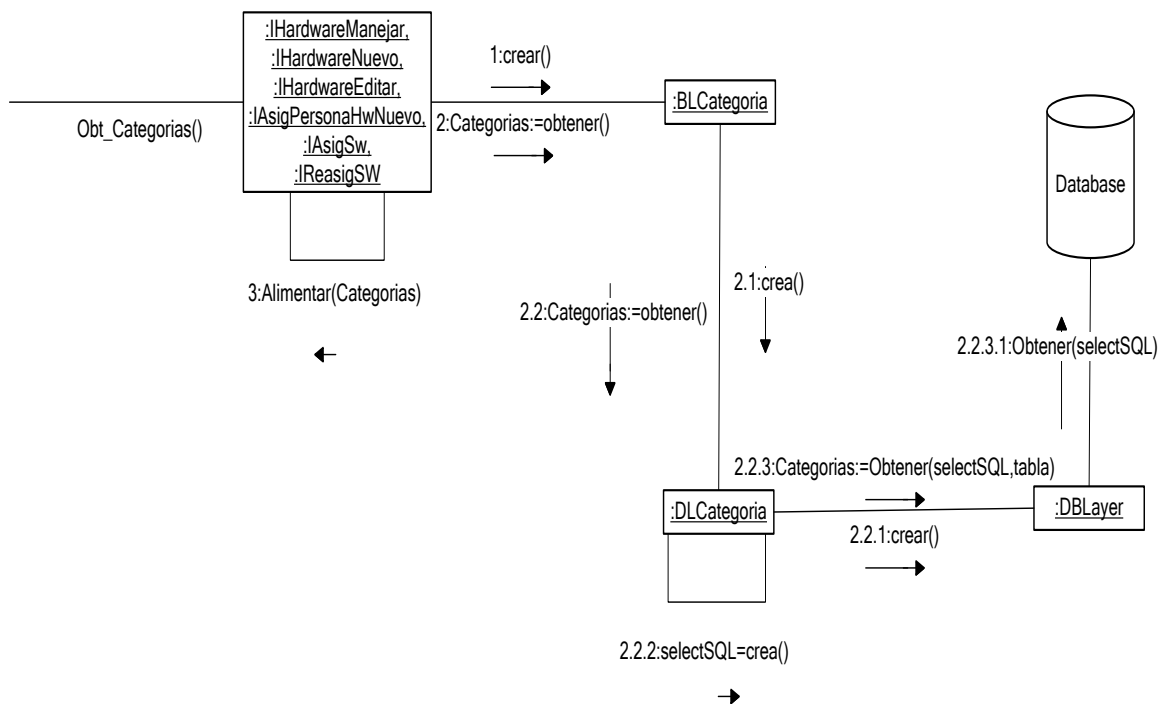 :IHardwareManejar,
:IHardwareNuevo,
:IHardwareEditar,
:IAsigPersonaHwNuevo,
:IAsigSw,
:IReasigSW
Obt_Categorias()
1:crear()
2:Categorias:=obtener()
:BLCategoria
Database
3:Alimentar(Categorias)
2.1:crea()
2.2:Categorias:=obtener()
2.2.3.1:Obtener(selectSQL)
2.2.3:Categorias:=Obtener(selectSQL,tabla)
:DLCategoria
:DBLayer
2.2.1:crear()
2.2.2:selectSQL=crea()